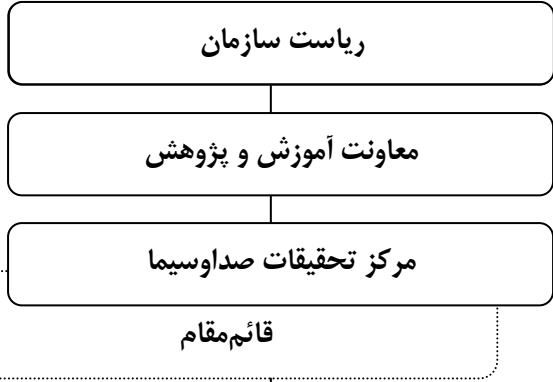 ریاست سازمان
معاونت آموزش و پژوهش
مرکز تحقیقات صداوسیما
قائم‌مقام